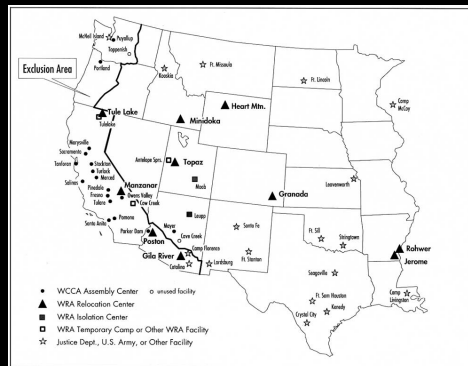 McNeil Island
Puyallup
Toppenish
Portland
Exclusion Area
Kooskia
Ft. Missoula
Ft. Lincoln
Camp
McCoy
Tule Lake
Tulelake
Minidoka
Heart Mtn.
Marysville
Sacramento
Tanforan
Stockton
Turlock
Merced
Salinas
Pinedale
Fresno
Tulare
Manzanar
Owens Valley
Cow Creek
Antelope Sprs.
Topaz
Moab
Granada
Leavenworth
Santa Anita
Pomona
Parker Dam
Poston
Mayer
Cave Creek
Leupp
Gila River
Camp Florence
Catalina
Lordsburg
Santa Fe
Ft. Stanton
Ft. Sill
Stringtown
Rohwer
Jerome
Seagoville
Ft. Sam Houston
Kenedy
Crystal City
Camp
Livingston
WCCA Assembly Center
unused facility
WRA Relocation Center
WRA Isolation Center
WRA Temporary Camp or Other WRA Facility
Justice Dept., U.S. Army, or Other Facility